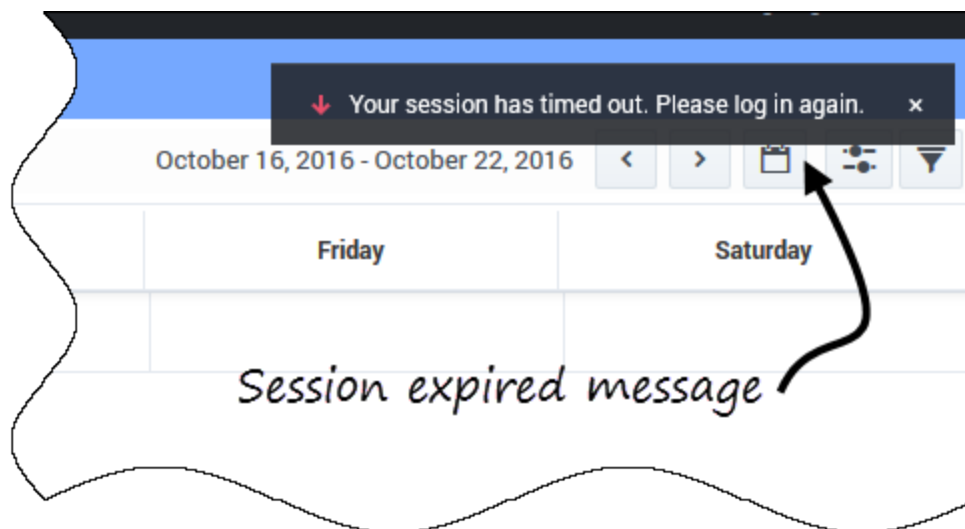 Your session has timed out. Please log in again. ×
October 16, 2016 - October 22, 2016
Friday Saturday
Session expired message